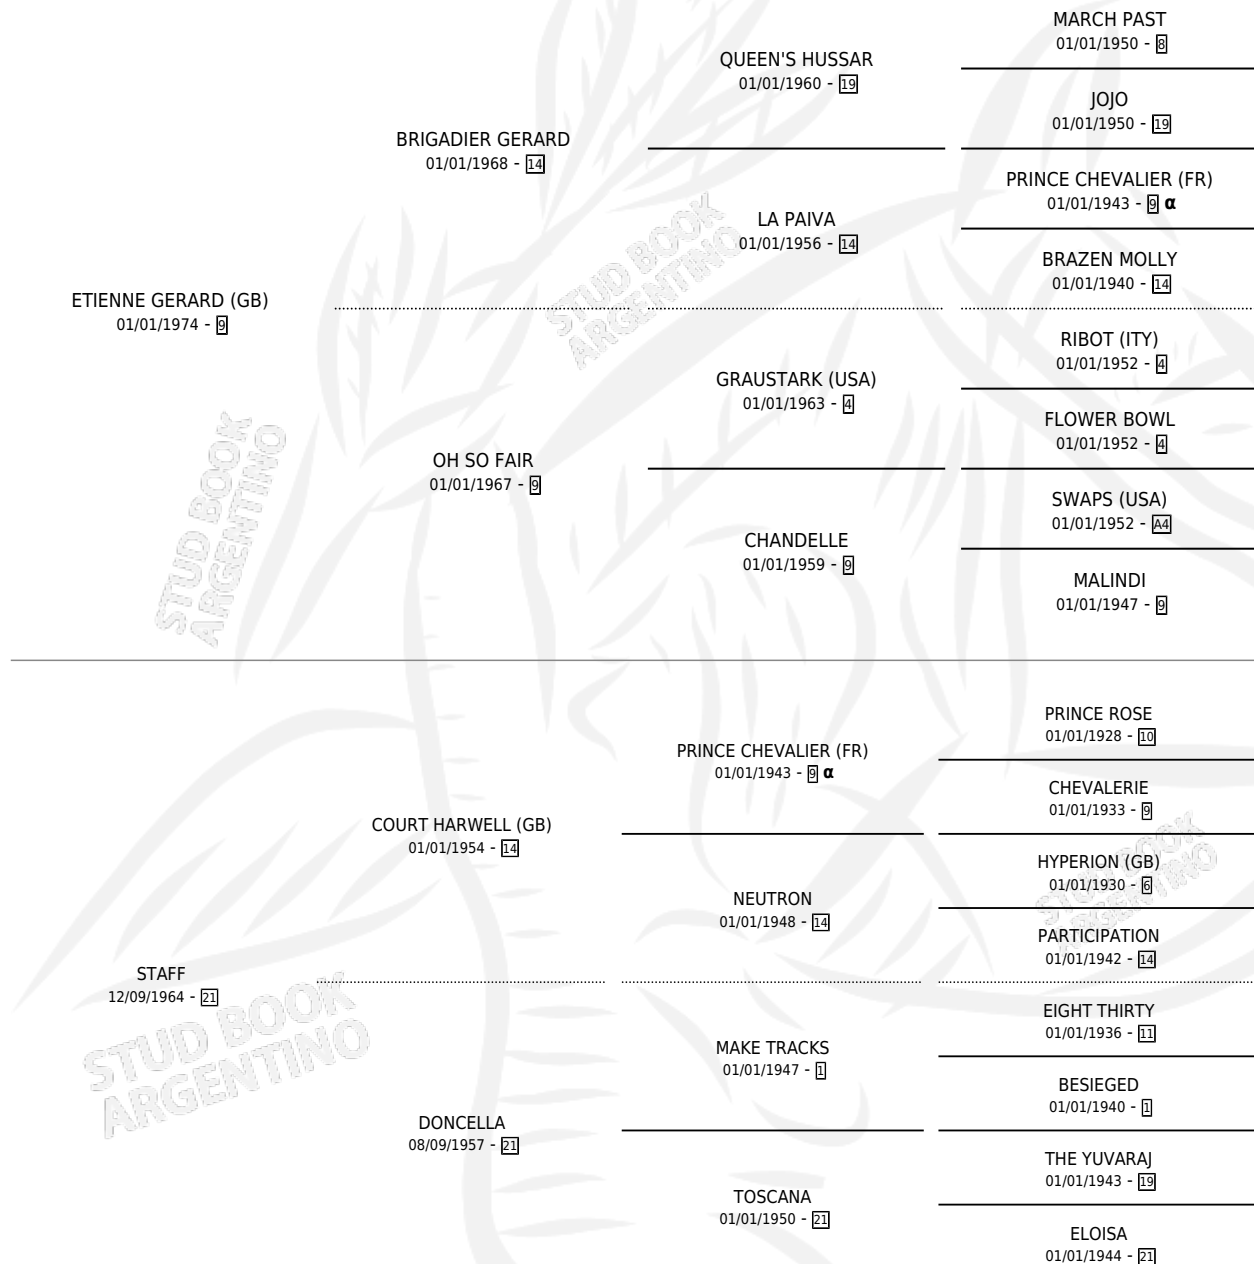 MARCH PAST
01/01/1950 - 8
QUEEN'S HUSSAR
01/01/1960 - 19
JOJO
01/01/1950 - 19
BRIGADIER GERARD
01/01/1968 - 14
PRINCE CHEVALIER (FR)
01/01/1943 - 9 α
LA PAIVA
01/01/1956 - 14
BRAZEN MOLLY
01/01/1940 - 14
ETIENNE GERARD (GB)
01/01/1974 - 9
RIBOT (ITY)
01/01/1952 - 4
GRAUSTARK (USA)
01/01/1963 - 4
FLOWER BOWL
01/01/1952 - 4
OH SO FAIR
01/01/1967 - 9
SWAPS (USA)
01/01/1952 - A4
CHANDELLE
01/01/1959 - 9
MALINDI
01/01/1947 - 9
PRINCE ROSE
01/01/1928 - 10
PRINCE CHEVALIER (FR)
01/01/1943 - 9 α
CHEVALERIE
01/01/1933 - 9
COURT HARWELL (GB)
01/01/1954 - 14
HYPERION (GB)
01/01/1930 - 6
NEUTRON
01/01/1948 - 14
PARTICIPATION
01/01/1942 - 14
STAFF
12/09/1964 - 21
EIGHT THIRTY
01/01/1936 - 11
MAKE TRACKS
01/01/1947 - 1
BESIEGED
01/01/1940 - 1
DONCELLA
08/09/1957 - 21
THE YUVARAJ
01/01/1943 - 19
TOSCANA
01/01/1950 - 21
ELOISA
01/01/1944 - 21
STUD BOOK
ARGENTINO
STUD BOOK
ARGENTINO
STUD BOOK
ARGENTINO
STUD BOOK
ARGENTINO